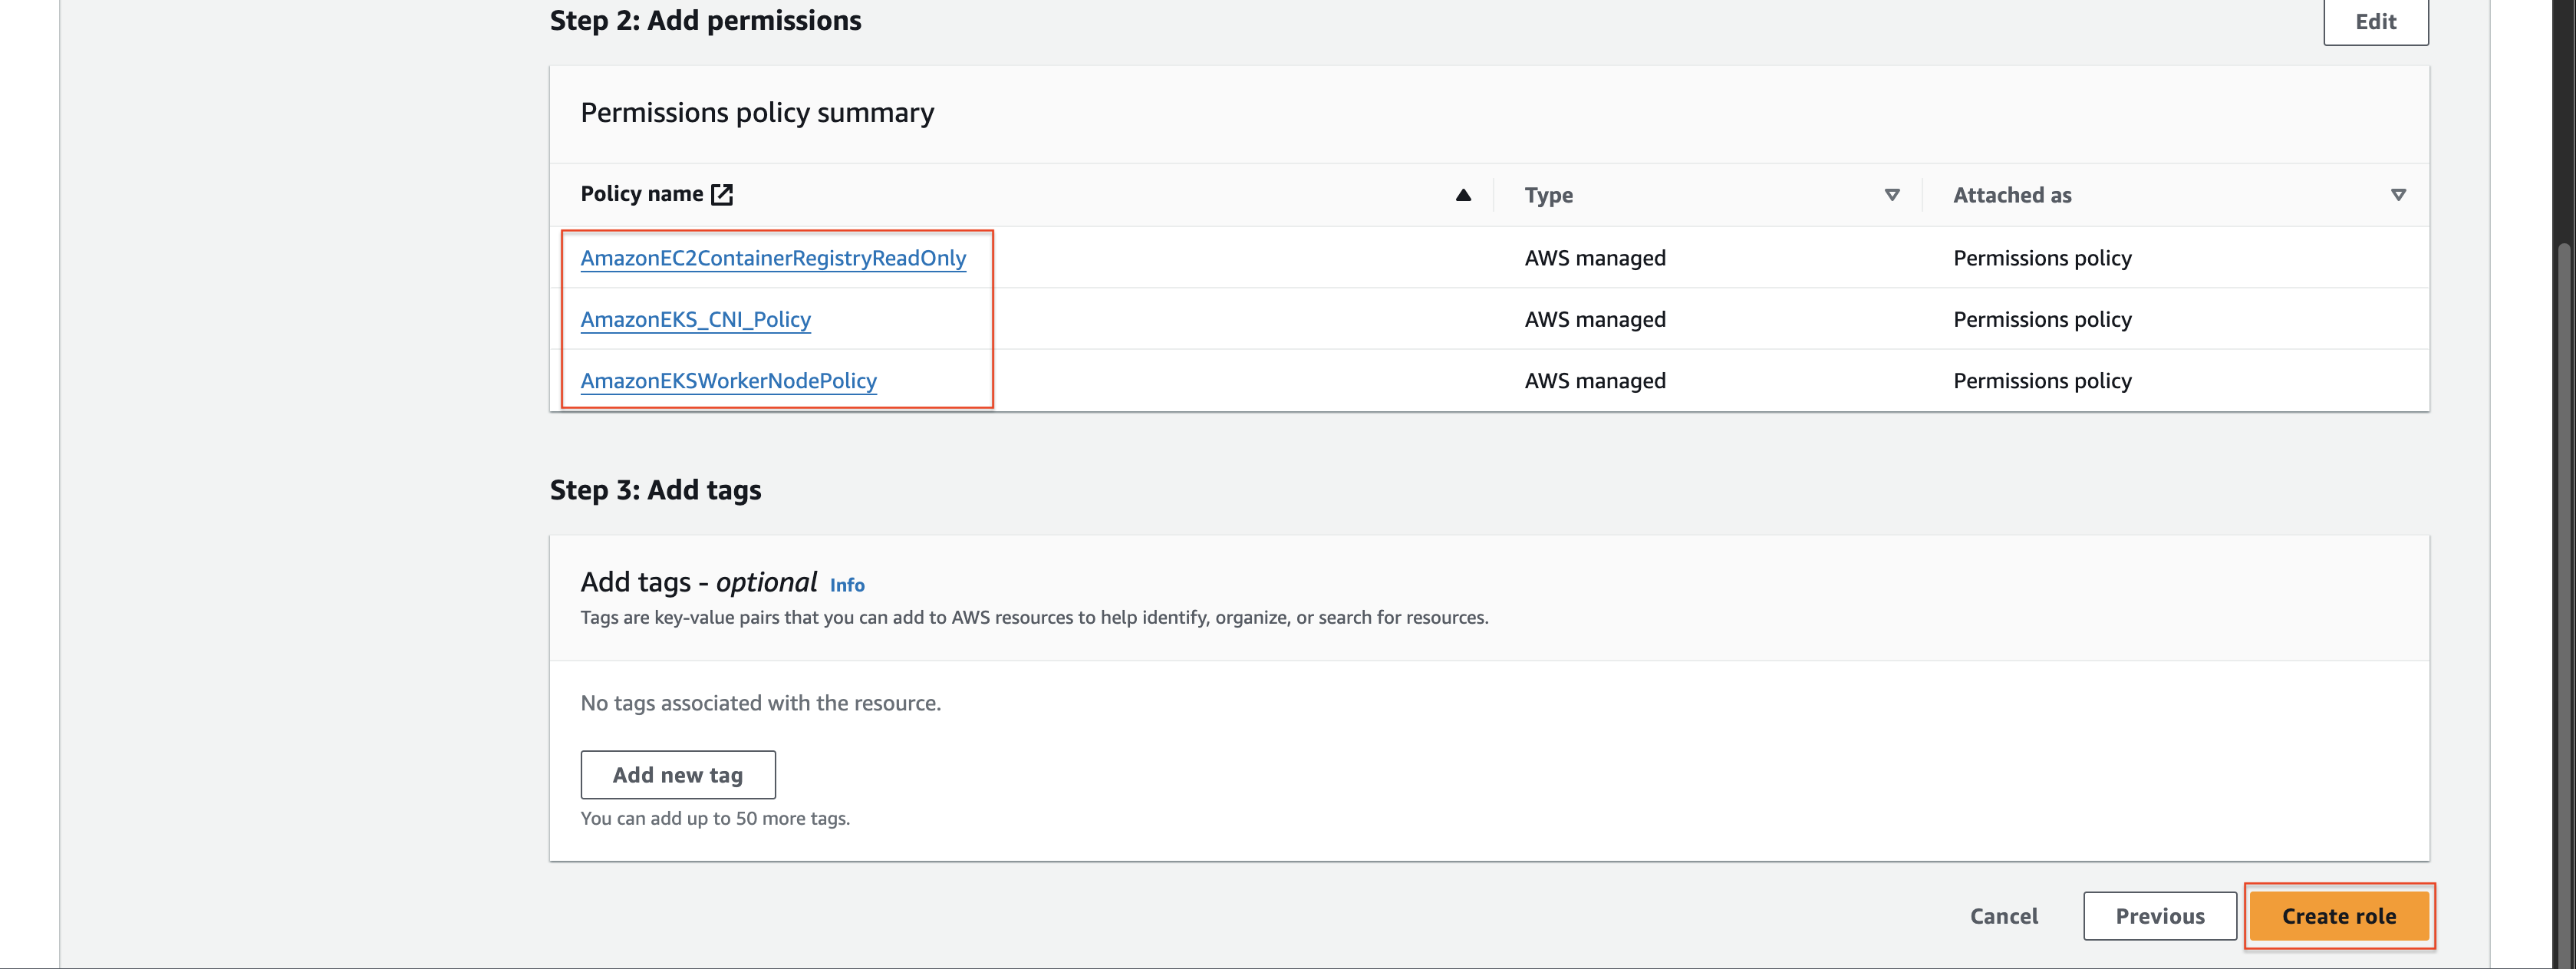 Step 2: Add permissions
Edit
Permissions policy summary
Policy name
Type
Attached as
AmazonEC2ContainerRegistryReadOnly
AWS managed
Permissions policy
AmazonEKS_CNI_Policy
AWS managed
Permissions policy
AmazonEKSWorkerNodePolicy
AWS managed
Permissions policy
Step 3: Add tags
Add tags - optional Info
Tags are key-value pairs that you can add to AWS resources to help identify, organize, or search for resources.
No tags associated with the resource.
Add new tag
You can add up to 50 more tags.
Cancel
Previous
Create role